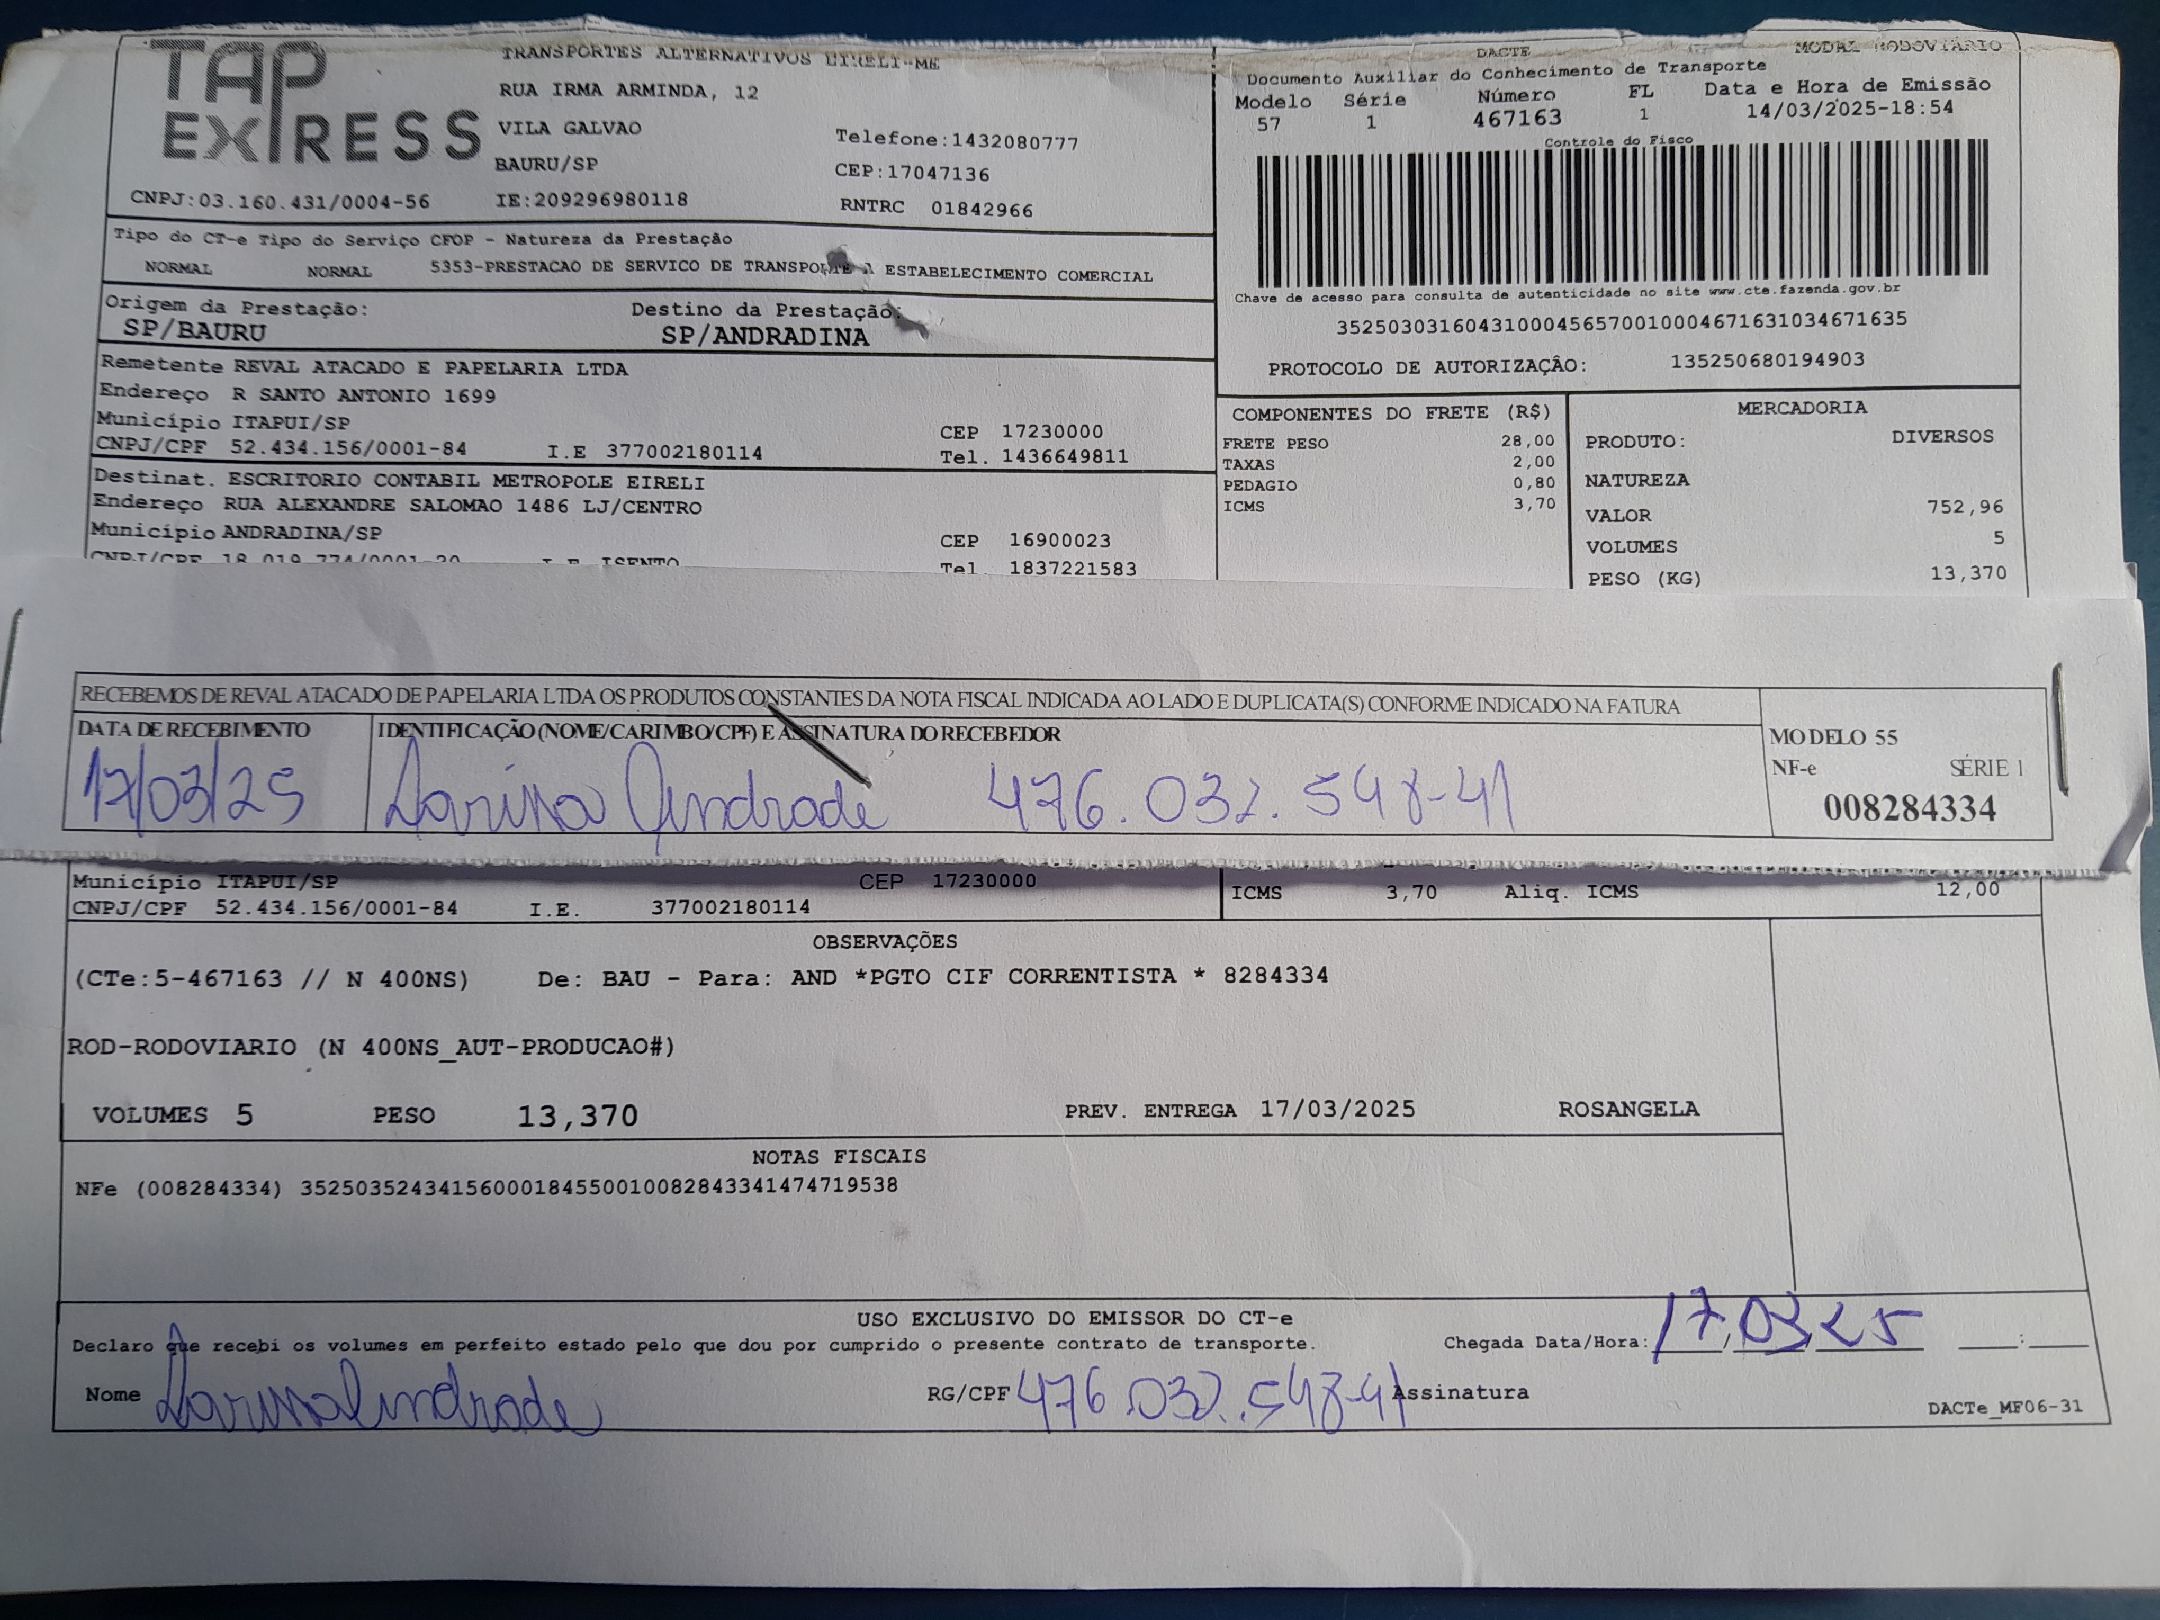 TAP EXPRESS
TRANSPORTES ALTERNATIVOS EIRELI-ME
RUA IRMA ARMINDA, 12
VILA GALVAO
Telefone:1432080777
BAURU/SP
CEP:17047136
CNPJ:03.160.431/0004-56 IE:209296980118 RNTRC 01842966
DACTE MODAL RODOVIÁRIO
Documento Auxiliar do Conhecimento de Transporte
Modelo Série Número FL Data e Hora de Emissão
57 1 467163 1 14/03/2025-18:54
Controle do Fisco
Chave de acesso para consulta de autenticidade no site www.cte.fazenda.gov.br
35250303160431000456570010004671631034671635
PROTOCOLO DE AUTORIZAÇÃO: 135250680194903
Tipo do CT-e Tipo do Serviço CFOP - Natureza da Prestação
NORMAL NORMAL 5353-PRESTACAO DE SERVICO DE TRANSPORTE A ESTABELECIMENTO COMERCIAL
Origem da Prestação: Destino da Prestação:
SP/BAURU SP/ANDRADINA
Remetente REVAL ATACADO E PAPELARIA LTDA
Endereço R SANTO ANTONIO 1699
Município ITAPUI/SP CEP 17230000
CNPJ/CPF 52.434.156/0001-84 I.E 377002180114 Tel. 1436649811
Destinat. ESCRITORIO CONTABIL METROPOLE EIRELI
Endereço RUA ALEXANDRE SALOMAO 1486 LJ/CENTRO
Município ANDRADINA/SP CEP 16900023
CNPJ/CPF 18.019.774/0001-20 I.E ISENTO Tel 1837221583
COMPONENTES DO FRETE (R$)
FRETE PESO 28,00
TAXAS 2,00
PEDAGIO 0,80
ICMS 3,70
MERCADORIA
PRODUTO: DIVERSOS
NATUREZA
VALOR 752,96
VOLUMES 5
PESO (KG) 13,370
RECEBEMOS DE REVAL ATACADO DE PAPELARIA LTDA OS PRODUTOS CONSTANTES DA NOTA FISCAL INDICADA AO LADO E DUPLICATA(S) CONFORME INDICADO NA FATURA
DATA DE RECEBIMENTO IDENTIFICAÇÃO (NOME/CARIMBO/CPF) E ASSINATURA DO RECEBEDOR
17/03/25 Larissa Andrade 476.032.548-41
MODELO 55
NF-e SÉRIE 1
008284334
Município ITAPUI/SP CEP 17230000
CNPJ/CPF 52.434.156/0001-84 I.E. 377002180114
ICMS 3,70 Aliq. ICMS 12,00
OBSERVAÇÕES
(CTe:5-467163 // N 400NS) De: BAU - Para: AND *PGTO CIF CORRENTISTA * 8284334
ROD-RODOVIARIO (N 400NS_AUT-PRODUCAO#)
VOLUMES 5 PESO 13,370 PREV. ENTREGA 17/03/2025 ROSANGELA
NOTAS FISCAIS
NFe (008284334) 35250352434156000184550010082843341474719538
USO EXCLUSIVO DO EMISSOR DO CT-e
Declaro que recebi os volumes em perfeito estado pelo que dou por cumprido o presente contrato de transporte. Chegada Data/Hora: 17/03/25 :
Nome Larissa Andrade RG/CPF 476.032.548-41 Assinatura
DACTe_MF06-31